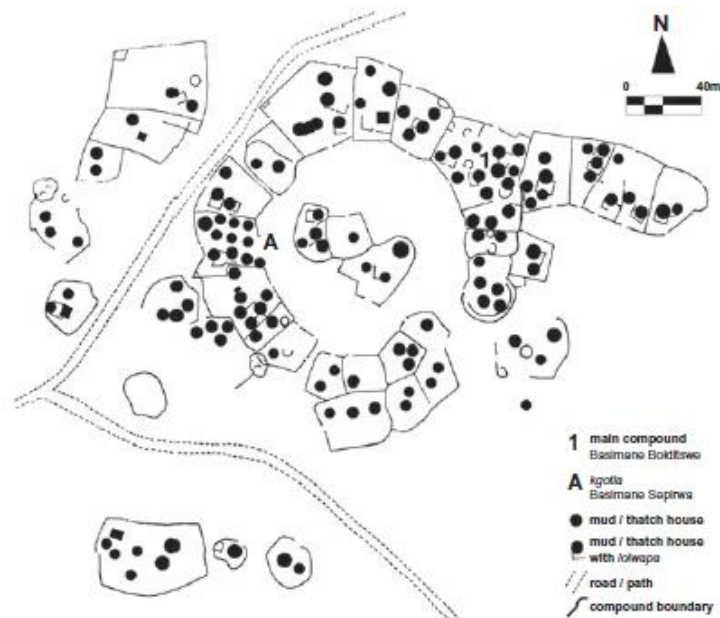 N
0 40m
1
A
1 main compound
Basimane Bokditswe
A kgotla
Basimane Sepirwa
mud / thatch house
mud / thatch house
with lolwapa
road / path
compound boundary